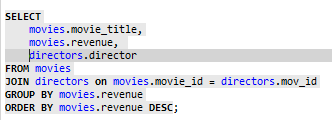 SELECT
movies.movie_title,
movies.revenue,
directors.director
FROM movies
JOIN directors on movies.movie_id = directors.mov_id
GROUP BY movies.revenue
ORDER BY movies.revenue DESC;